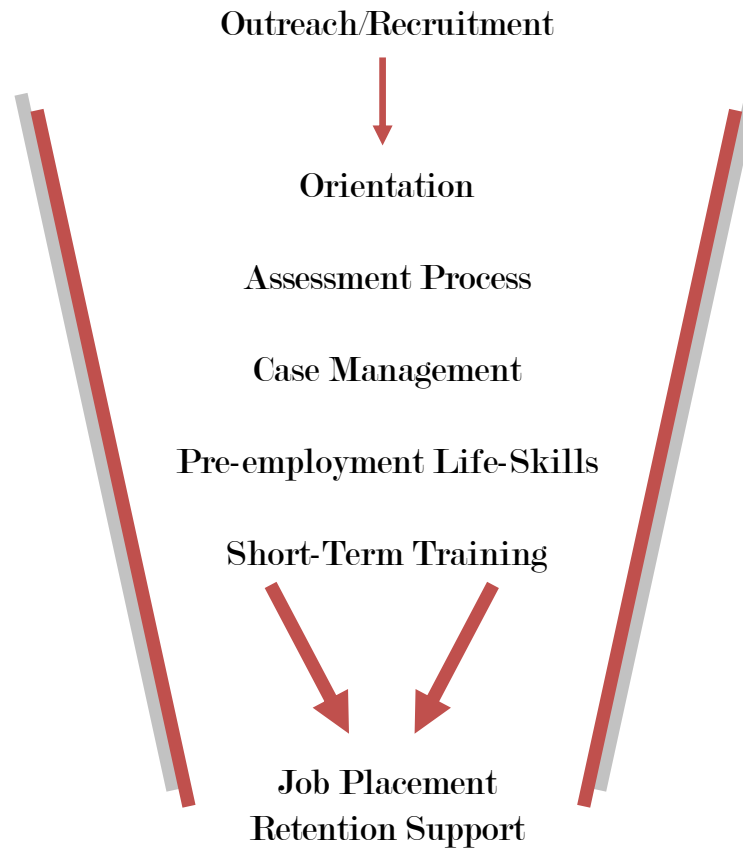 Outreach/Recruitment
Orientation
Assessment Process
Case Management
Pre-employment Life-Skills
Short-Term Training
Job Placement
Retention Support